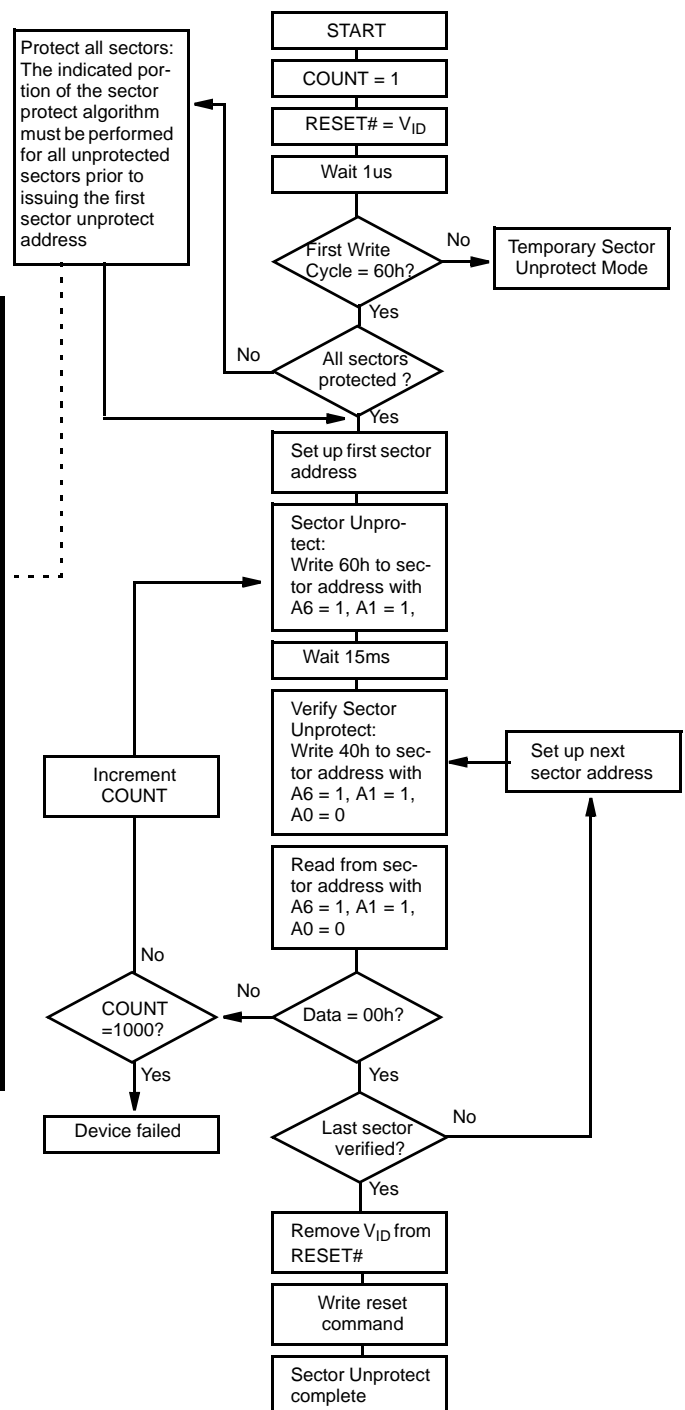 START
Protect all sectors:
The indicated por-
tion of the sector
protect algorithm
must be performed
for all unprotected
sectors prior to
issuing the first
sector unprotect
address
COUNT = 1
RESET# = VID
Wait 1us
First Write
Cycle = 60h?
No
Temporary Sector
Unprotect Mode
Yes
No
All sectors
protected ?
Yes
Set up first sector
address
Sector Unpro-
tect:
Write 60h to sec-
tor address with
A6 = 1, A1 = 1,
Wait 15ms
Verify Sector
Unprotect:
Write 40h to sec-
tor address with
A6 = 1, A1 = 1,
A0 = 0
Set up next
sector address
Increment
COUNT
Read from sec-
tor address with
A6 = 1, A1 = 1,
A0 = 0
No
COUNT
=1000?
No
Data = 00h?
Yes
Yes
Device failed
Last sector
verified?
No
Yes
Remove VID from
RESET#
Write reset
command
Sector Unprotect
complete